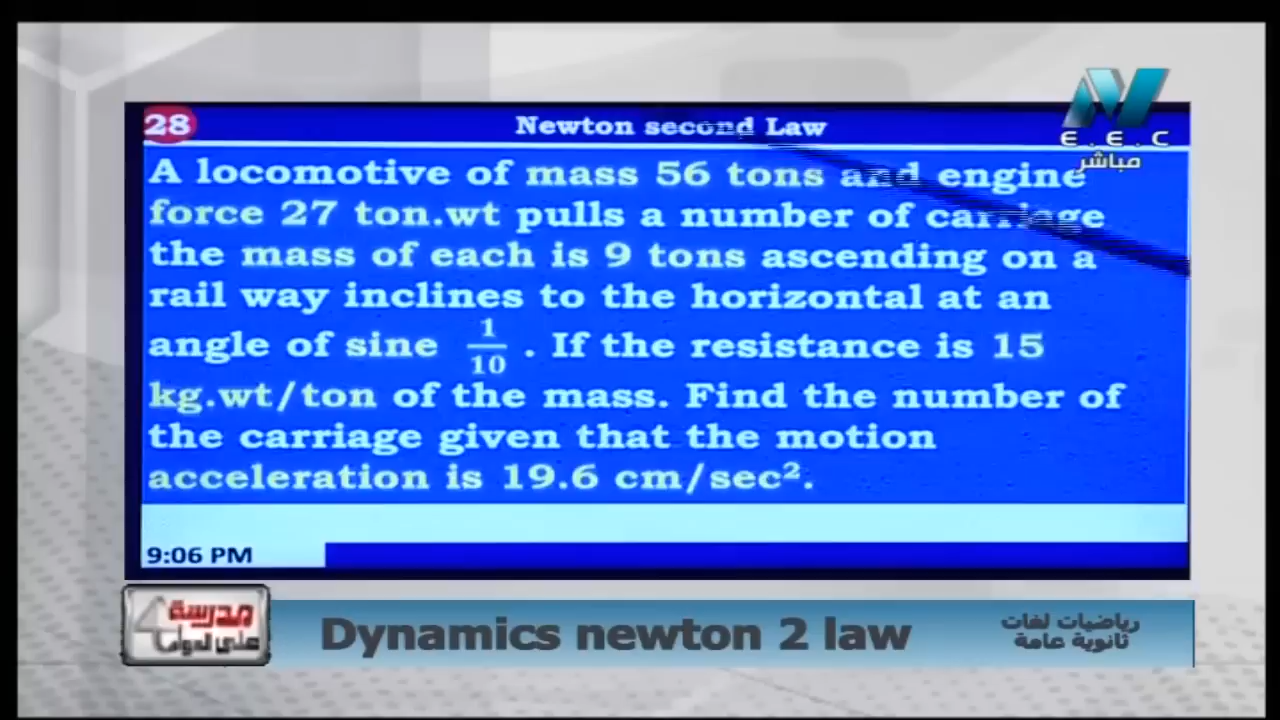 E . E . C
مباشر
28
Newton second Law
A locomotive of mass 56 tons and engine
force 27 ton.wt pulls a number of carriage
the mass of each is 9 tons ascending on a
rail way inclines to the horizontal at an
angle of sine 1/10 . If the resistance is 15
kg.wt/ton of the mass. Find the number of
the carriage given that the motion
acceleration is 19.6 cm/sec².
9:06 PM
مدرسة
على الهواء
Dynamics newton 2 law
رياضيات لغات
ثانوية عامة